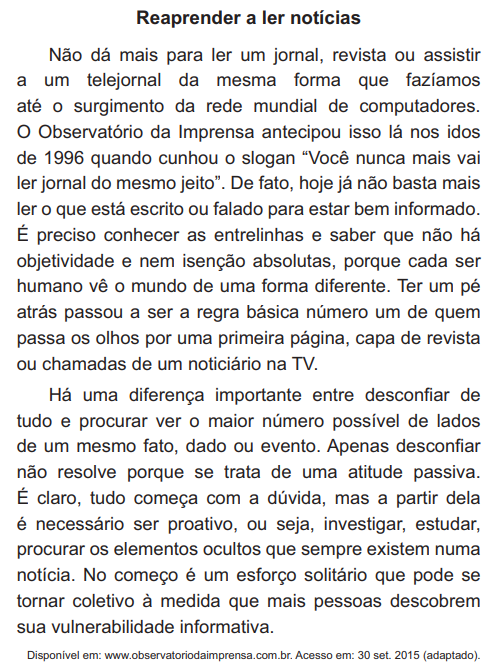 Reaprender a ler notícias
Não dá mais para ler um jornal, revista ou assistir
a um telejornal da mesma forma que fazíamos
até o surgimento da rede mundial de computadores.
O Observatório da Imprensa antecipou isso lá nos idos
de 1996 quando cunhou o slogan “Você nunca mais vai
ler jornal do mesmo jeito”. De fato, hoje já não basta mais
ler o que está escrito ou falado para estar bem informado.
É preciso conhecer as entrelinhas e saber que não há
objetividade e nem isenção absolutas, porque cada ser
humano vê o mundo de uma forma diferente. Ter um pé
atrás passou a ser a regra básica número um de quem
passa os olhos por uma primeira página, capa de revista
ou chamadas de um noticiário na TV.
Há uma diferença importante entre desconfiar de
tudo e procurar ver o maior número possível de lados
de um mesmo fato, dado ou evento. Apenas desconfiar
não resolve porque se trata de uma atitude passiva.
É claro, tudo começa com a dúvida, mas a partir dela
é necessário ser proativo, ou seja, investigar, estudar,
procurar os elementos ocultos que sempre existem numa
notícia. No começo é um esforço solitário que pode se
tornar coletivo à medida que mais pessoas descobrem
sua vulnerabilidade informativa.
Disponível em: www.observatoriodaimprensa.com.br. Acesso em: 30 set. 2015 (adaptado).